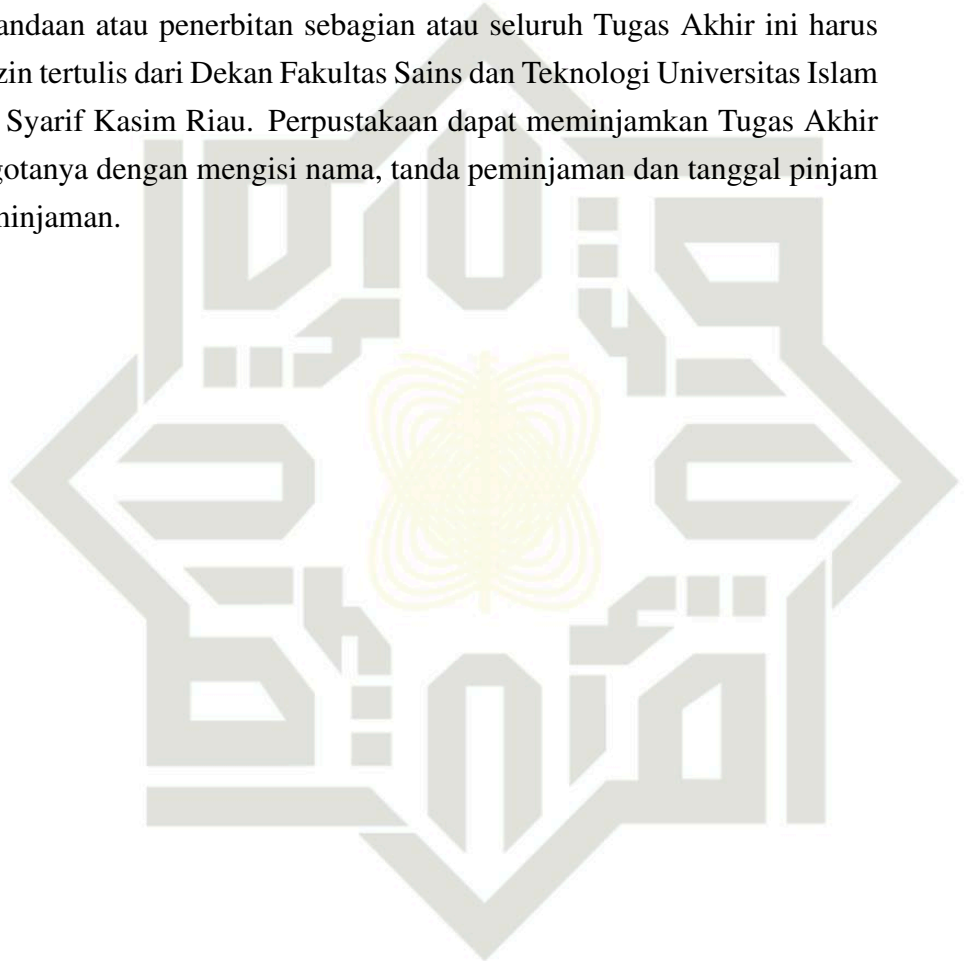 andaan atau penerbitan sebagian atau seluruh Tugas Akhir ini harus
zin tertulis dari Dekan Fakultas Sains dan Teknologi Universitas Islam
Syarif Kasim Riau. Perpustakaan dapat meminjamkan Tugas Akhir
gotanya dengan mengisi nama, tanda peminjaman dan tanggal pinjam
ninjaman.